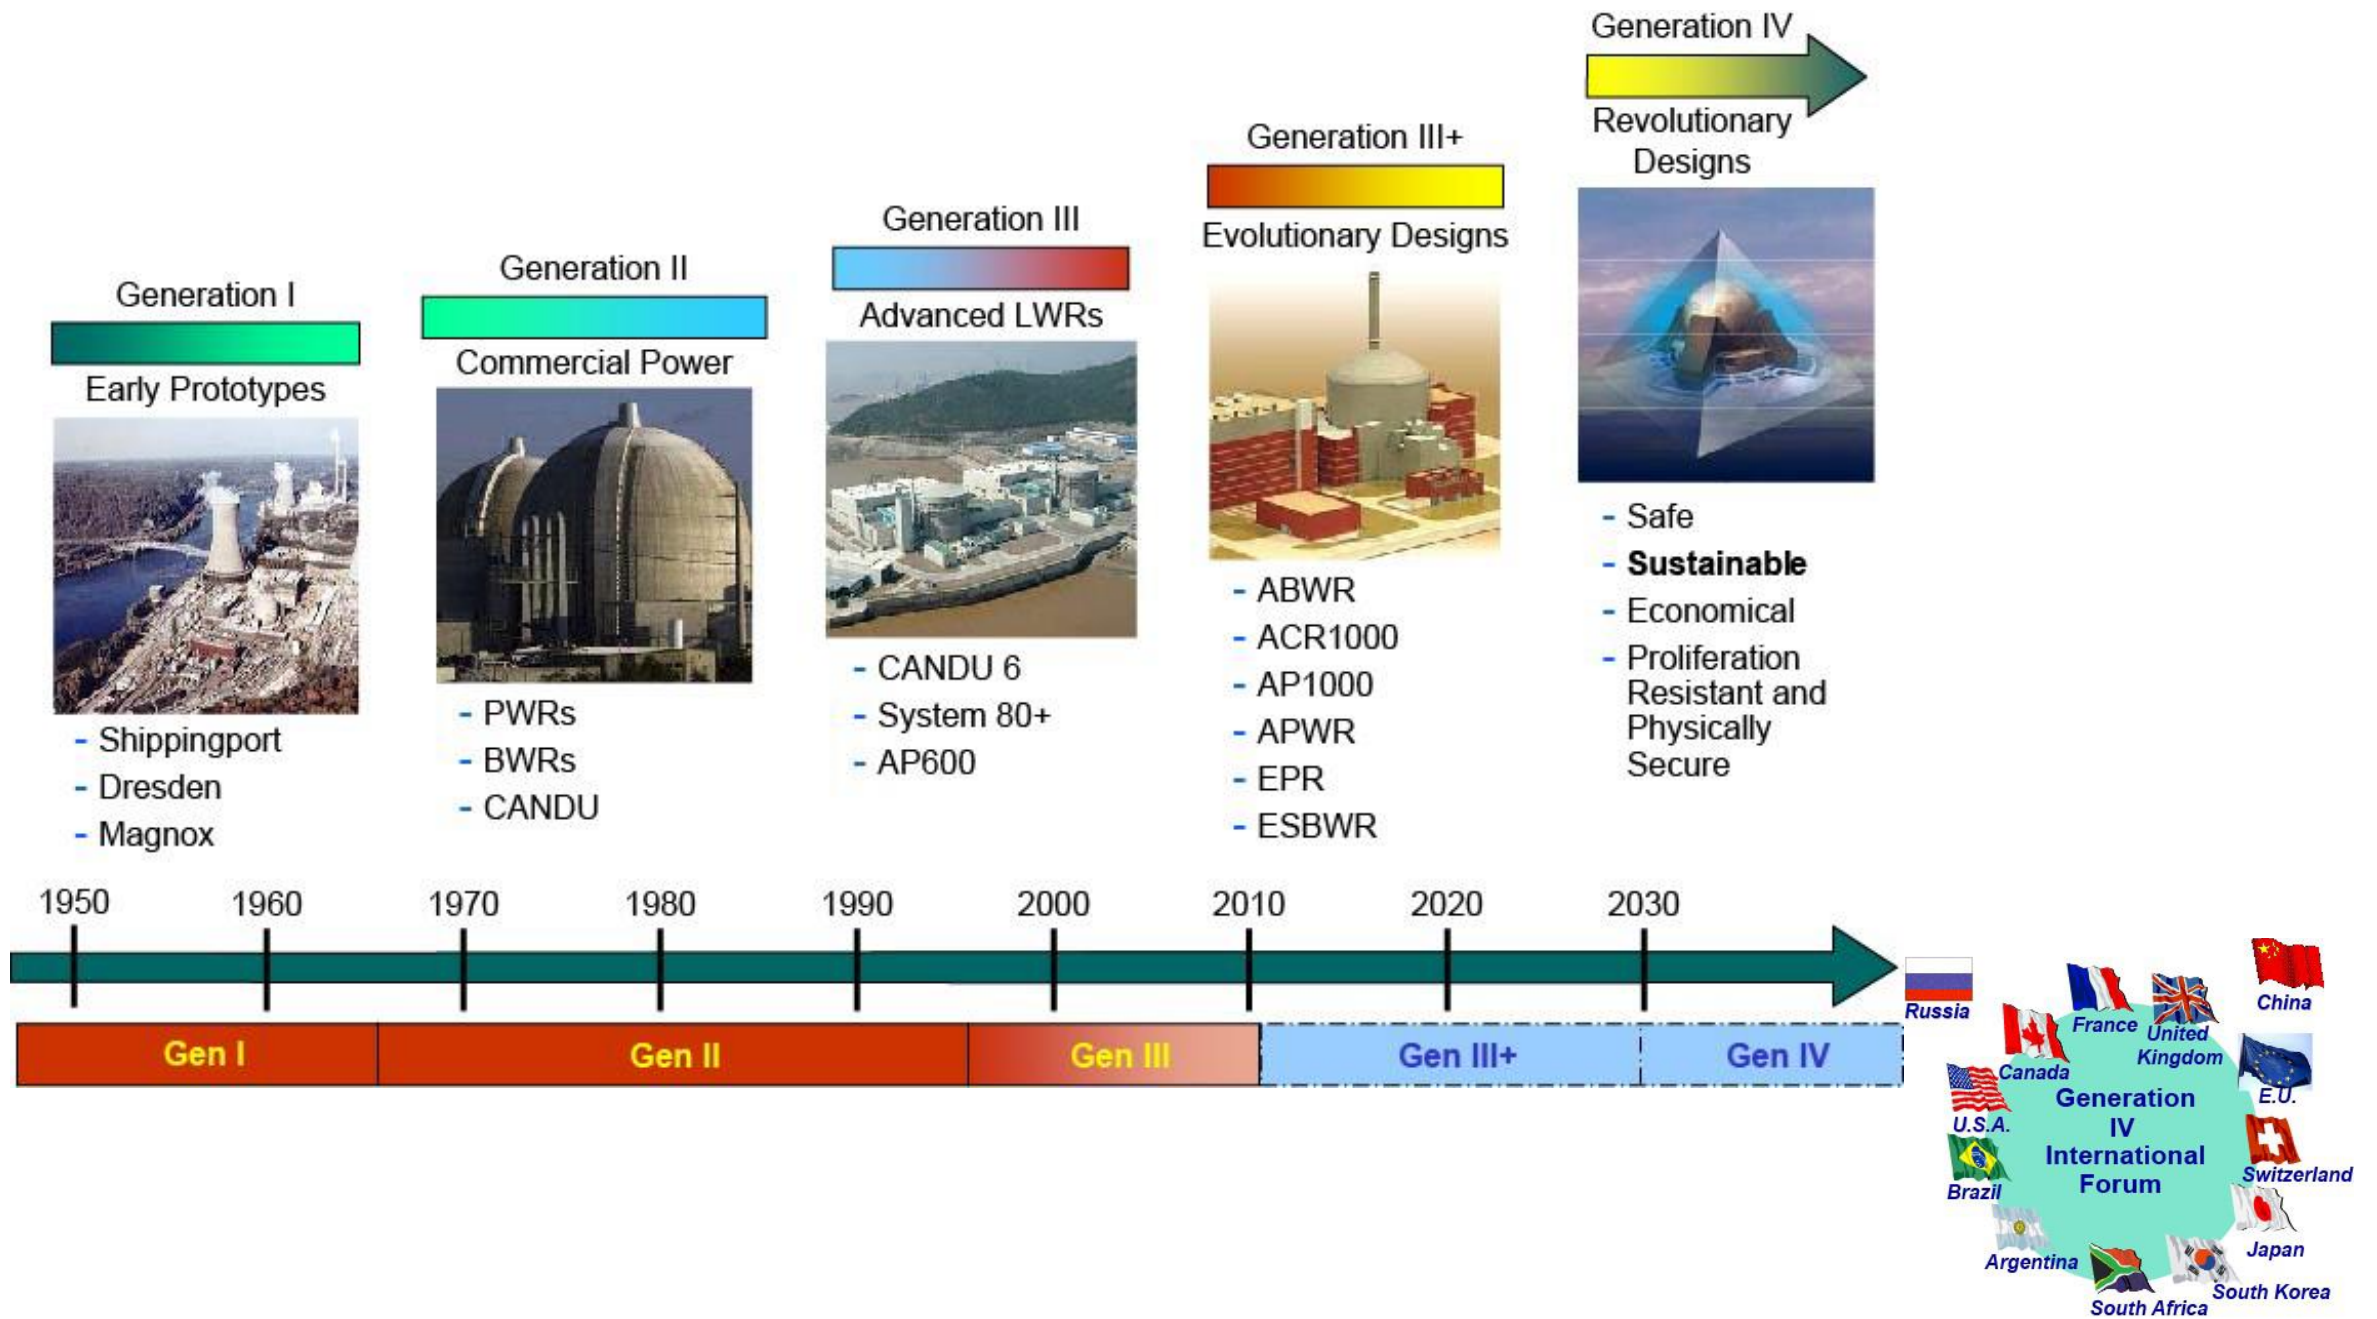 Generation I
Early Prototypes
- Shippingport
- Dresden
- Magnox
Generation II
Commercial Power
- PWRs
- BWRs
- CANDU
Generation III
Advanced LWRs
- CANDU 6
- System 80+
- AP600
Generation III+
Evolutionary Designs
- ABWR
- ACR1000
- AP1000
- APWR
- EPR
- ESBWR
Generation IV
Revolutionary
Designs
- Safe
- Sustainable
- Economical
- Proliferation
Resistant and
Physically
Secure
1950 1960 1970 1980 1990 2000 2010 2020 2030
Gen I Gen II Gen III Gen III+ Gen IV
Russia
France
United
Kingdom
China
Canada
E.U.
U.S.A.
Generation
IV
International
Forum
Switzerland
Brazil
Japan
Argentina
South Korea
South Africa